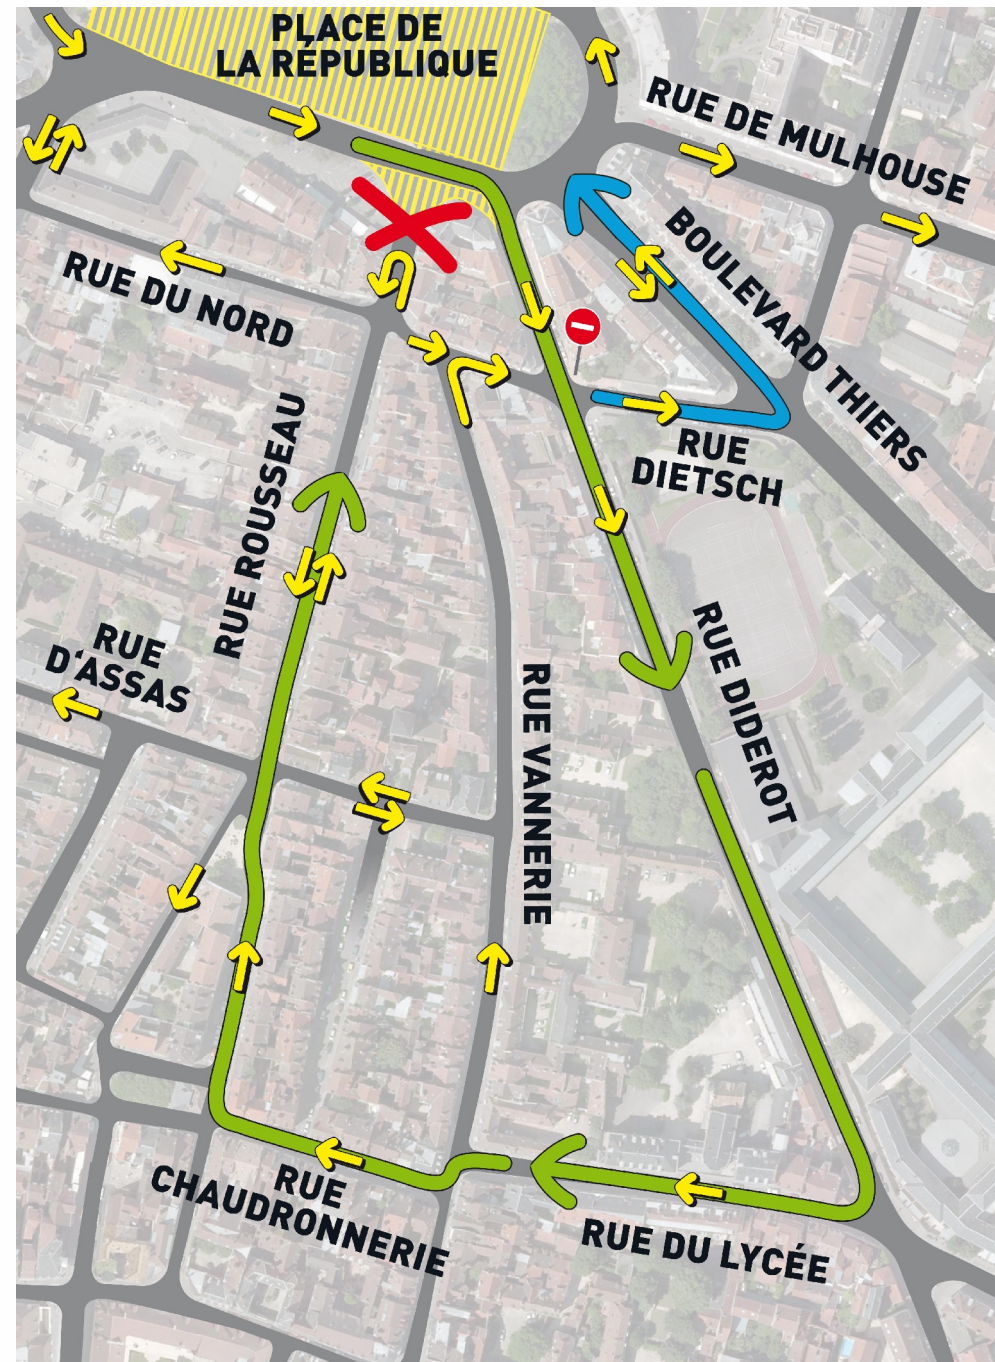 PLACE DE
LA RÉPUBLIQUE
RUE DE MULHOUSE
BOULEVARD THIERS
RUE DU NORD
RUE
DIETSCH
RUE ROUSSEAU
RUE
D'ASSAS
RUE DIDEROT
RUE VANNERIE
RUE
CHAUDRONNERIE
RUE DU LYCÉE